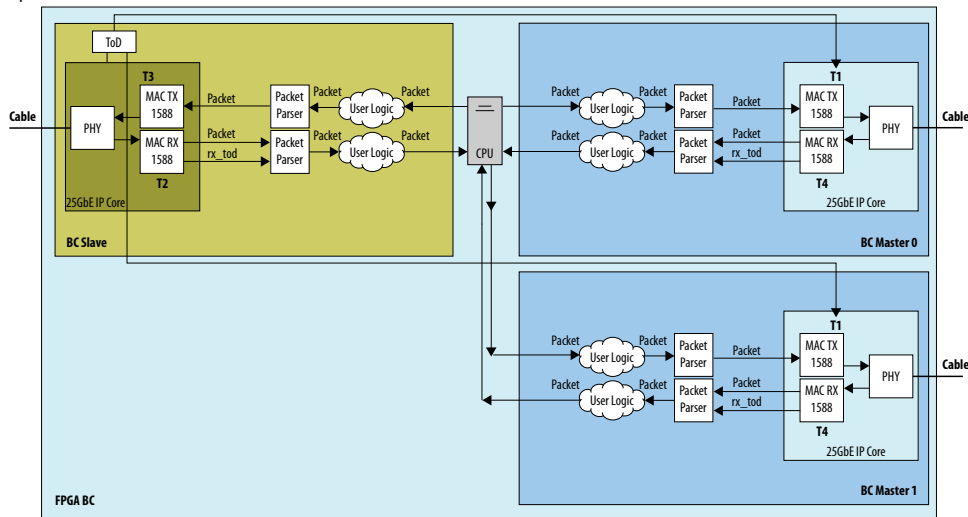 ToD
T3
T1
MAC TX
1588
Packet
Packet
Parser
Packet
User Logic
Packet
Packet
User Logic
Packet
Packet
Parser
Packet
MAC TX
1588
Cable
PHY
PHY
Cable
MAC RX
1588
Packet
rx_tod
Packet
Parser
Packet
User Logic
Packet
CPU
Packet
User Logic
Packet
Packet
Parser
Packet
rx_tod
MAC RX
1588
T2
T4
25GbE IP Core
25GbE IP Core
BC Slave
BC Master 0
T1
Packet
User Logic
Packet
Packet
Parser
Packet
MAC TX
1588
PHY
Cable
Packet
User Logic
Packet
Packet
Parser
Packet
rx_tod
MAC RX
1588
T4
25GbE IP Core
FPGA BC
BC Master 1